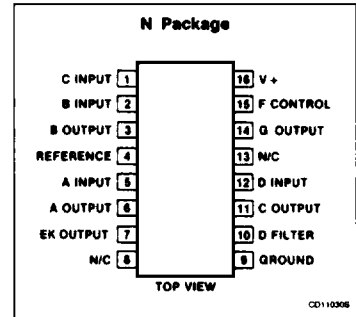 N Package
C INPUT 1
B INPUT 2
B OUTPUT 3
REFERENCE 4
A INPUT 5
A OUTPUT 6
EK OUTPUT 7
N/C 8
16 V +
15 F CONTROL
14 G OUTPUT
13 N/C
12 D INPUT
11 C OUTPUT
10 D FILTER
9 GROUND
TOP VIEW
CD11030S